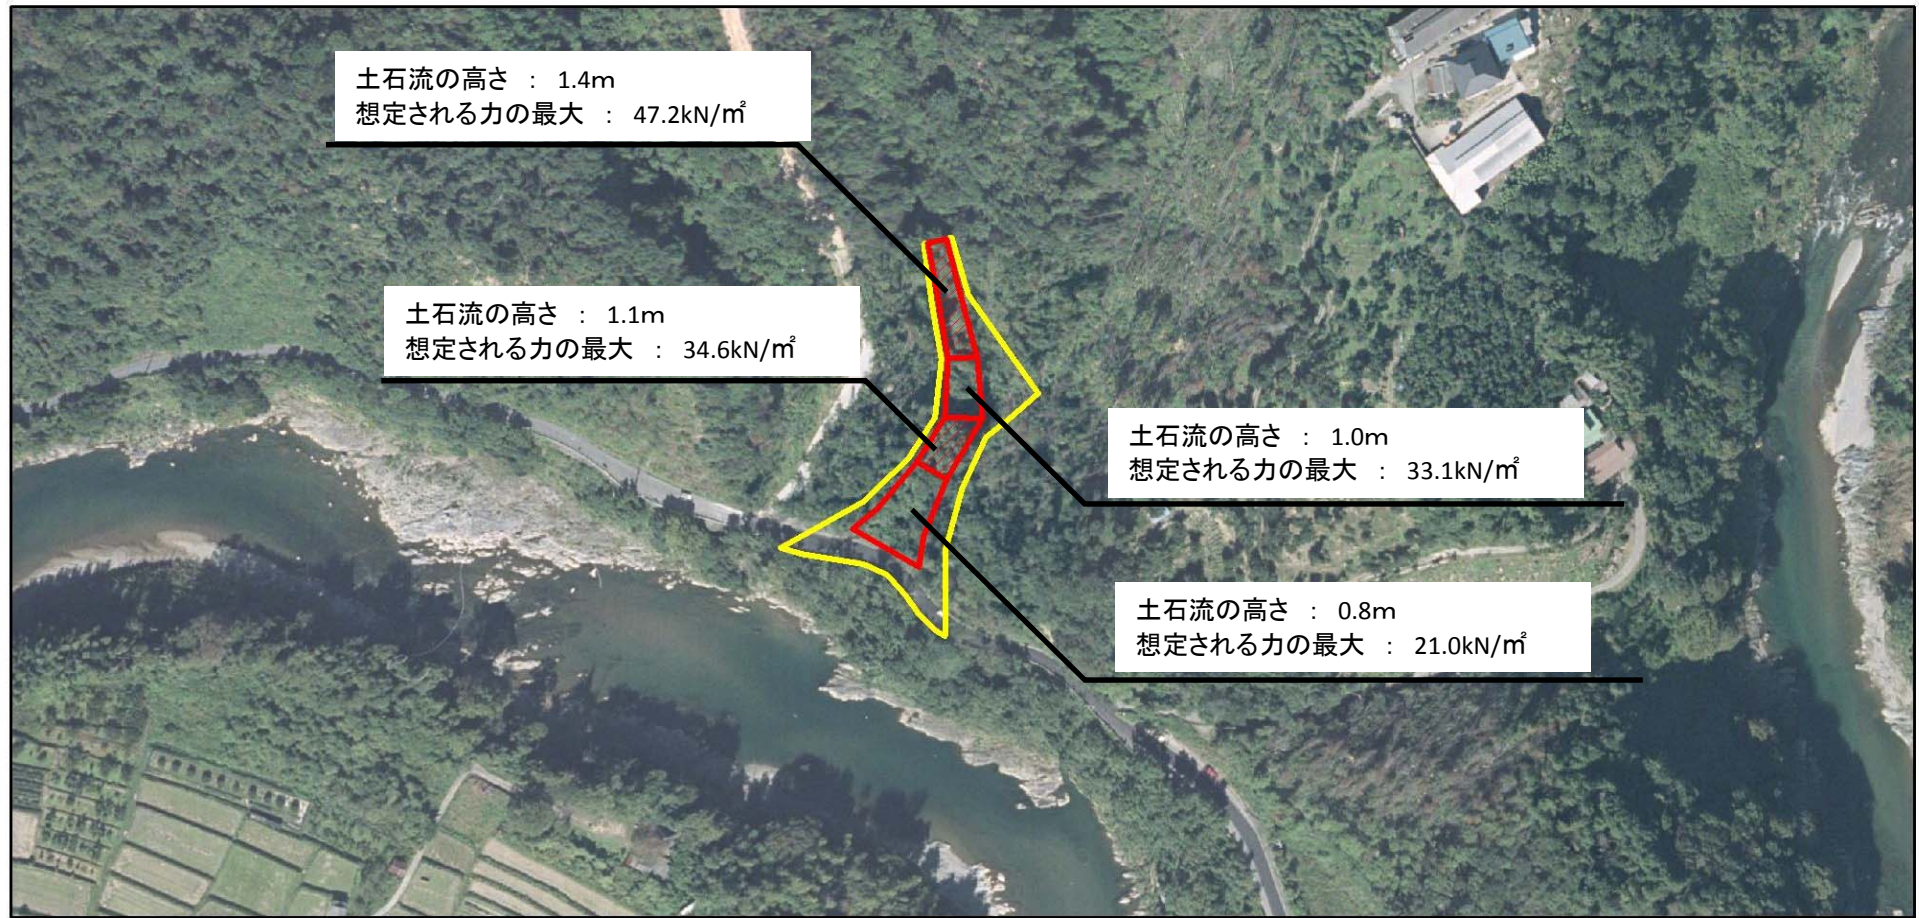 土石流の高さ : 1.4m
想定される力の最大 : 47.2kN/㎡
土石流の高さ : 1.1m
想定される力の最大 : 34.6kN/㎡
土石流の高さ : 1.0m
想定される力の最大 : 33.1kN/㎡
土石流の高さ : 0.8m
想定される力の最大 : 21.0kN/㎡